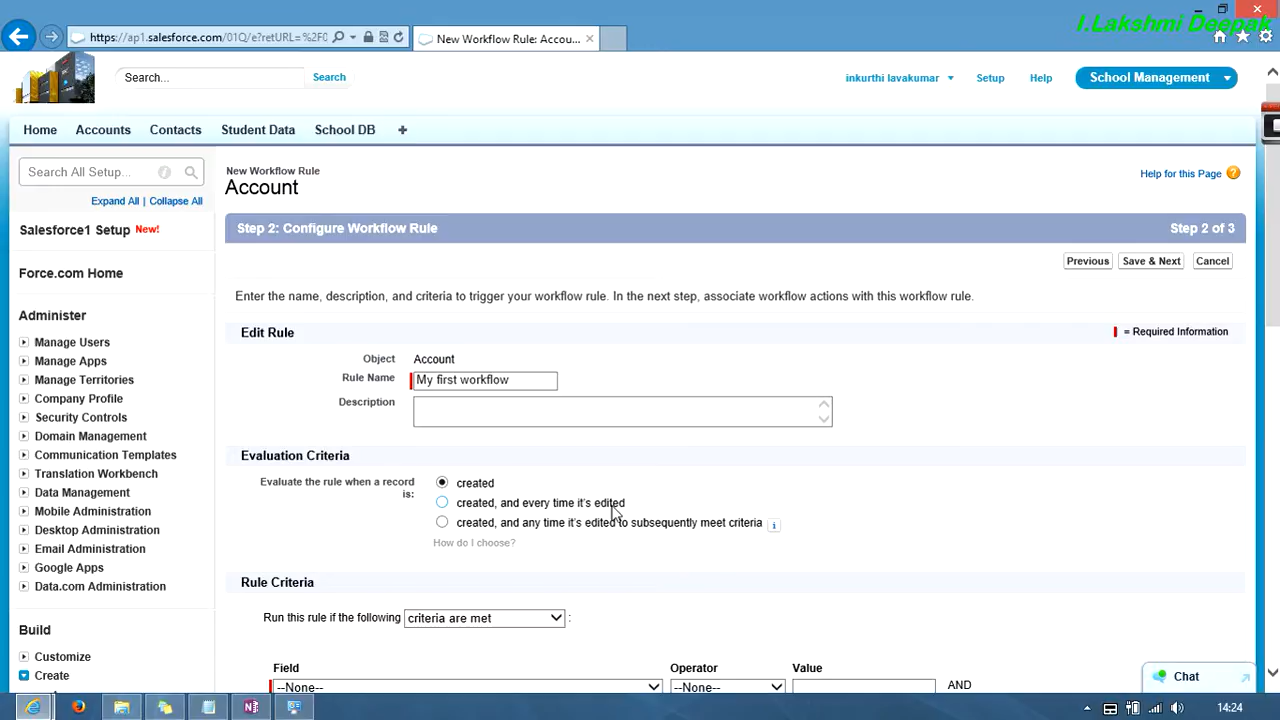 I.Lakshmi Deepak
https://ap1.salesforce.com/01Q/e?retURL=%2F0
New Workflow Rule: Accou...
Search...
Search
inkurthi lavakumar
Setup
Help
School Management
Home
Accounts
Contacts
Student Data
School DB
Search All Setup...
Expand All | Collapse All
Salesforce1 Setup New!
Force.com Home
Administer
Manage Users
Manage Apps
Manage Territories
Company Profile
Security Controls
Domain Management
Communication Templates
Translation Workbench
Data Management
Mobile Administration
Desktop Administration
Email Administration
Google Apps
Data.com Administration
Build
Customize
Create
New Workflow Rule
Account
Help for this Page
Step 2: Configure Workflow Rule
Step 2 of 3
Previous
Save & Next
Cancel
Enter the name, description, and criteria to trigger your workflow rule. In the next step, associate workflow actions with this workflow rule.
Edit Rule
= Required Information
Object Account
Rule Name My first workflow
Description
Evaluation Criteria
Evaluate the rule when a record is:
created
created, and every time it's edited
created, and any time it's edited to subsequently meet criteria
How do I choose?
Rule Criteria
Run this rule if the following criteria are met :
Field Operator Value
--None-- --None-- AND
Chat
14:24